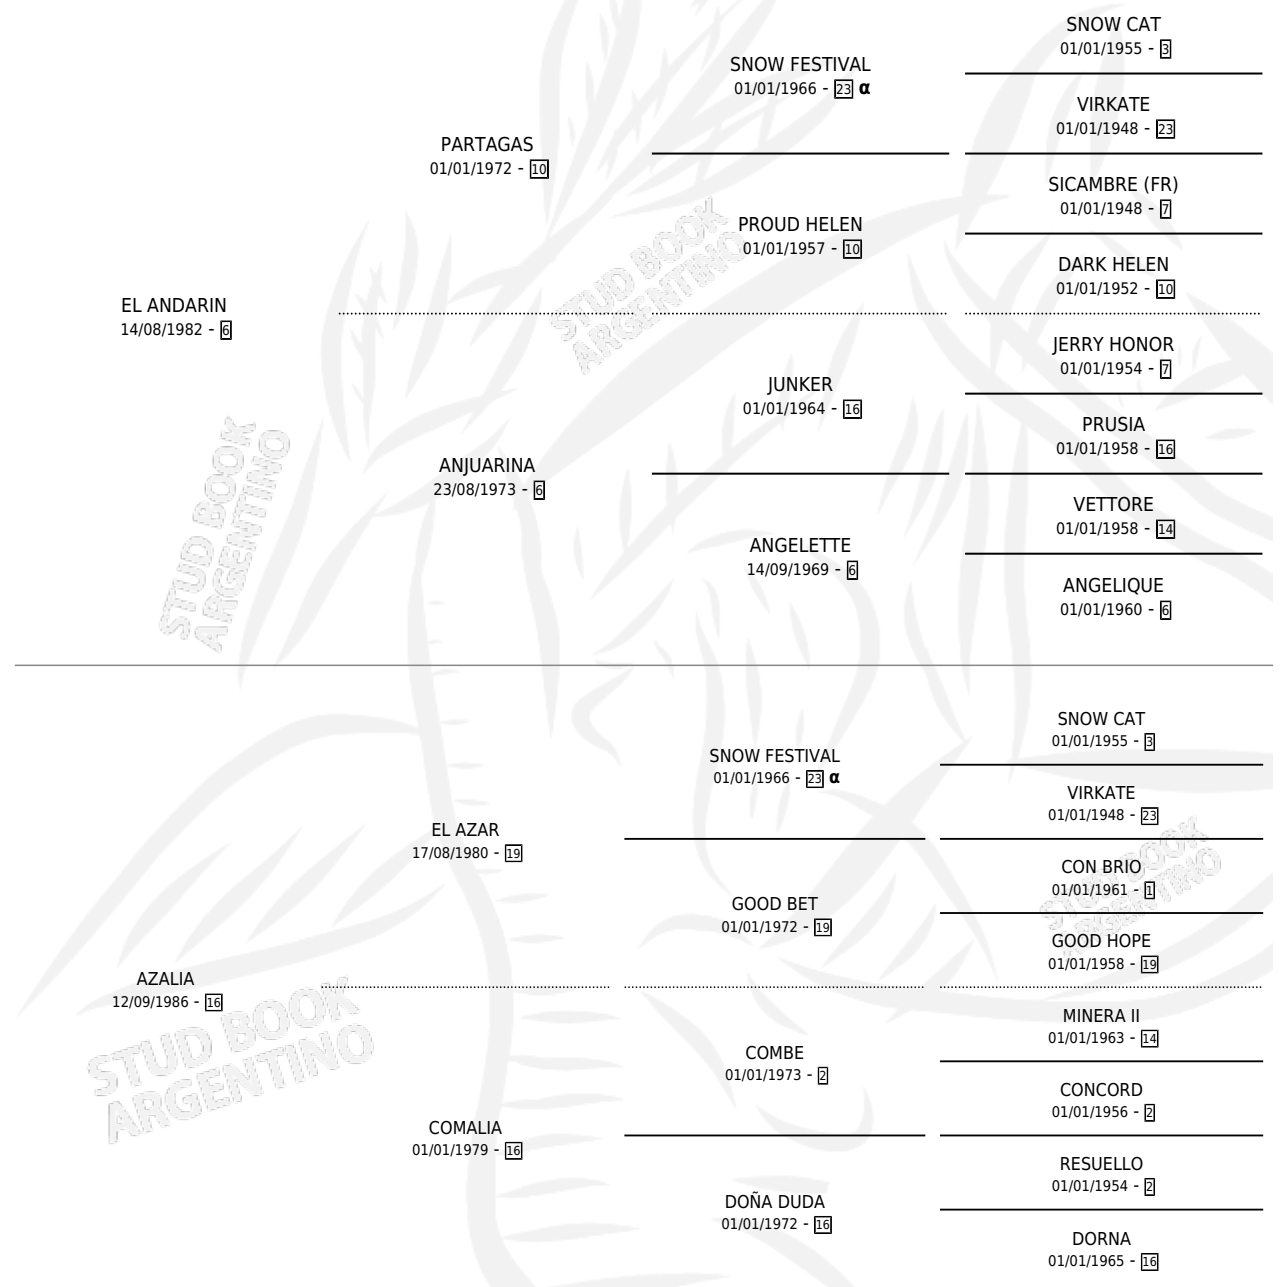 SNOW CAT
01/01/1955 - 3
SNOW FESTIVAL
01/01/1966 - 23 α
VIRKATE
01/01/1948 - 23
PARTAGAS
01/01/1972 - 10
SICAMBRE (FR)
01/01/1948 - 7
PROUD HELEN
01/01/1957 - 10
DARK HELEN
01/01/1952 - 10
EL ANDARIN
14/08/1982 - 6
JERRY HONOR
01/01/1954 - 7
JUNKER
01/01/1964 - 16
PRUSIA
01/01/1958 - 16
ANJUARINA
23/08/1973 - 6
VETTORE
01/01/1958 - 14
ANGELETTE
14/09/1969 - 6
ANGELIQUE
01/01/1960 - 6
SNOW CAT
01/01/1955 - 3
SNOW FESTIVAL
01/01/1966 - 23 α
VIRKATE
01/01/1948 - 23
EL AZAR
17/08/1980 - 19
CON BRIO
01/01/1961 - 1
GOOD BET
01/01/1972 - 19
GOOD HOPE
01/01/1958 - 19
AZALIA
12/09/1986 - 16
MINERA II
01/01/1963 - 14
COMBE
01/01/1973 - 2
CONCORD
01/01/1956 - 2
COMALIA
01/01/1979 - 16
RESUELLO
01/01/1954 - 2
DOÑA DUDA
01/01/1972 - 16
DORNA
01/01/1965 - 16
STUD BOOK
ARGENTINO
STUD BOOK
ARGENTINO
STUD BOOK
ARGENTINO
STUD BOOK
ARGENTINO